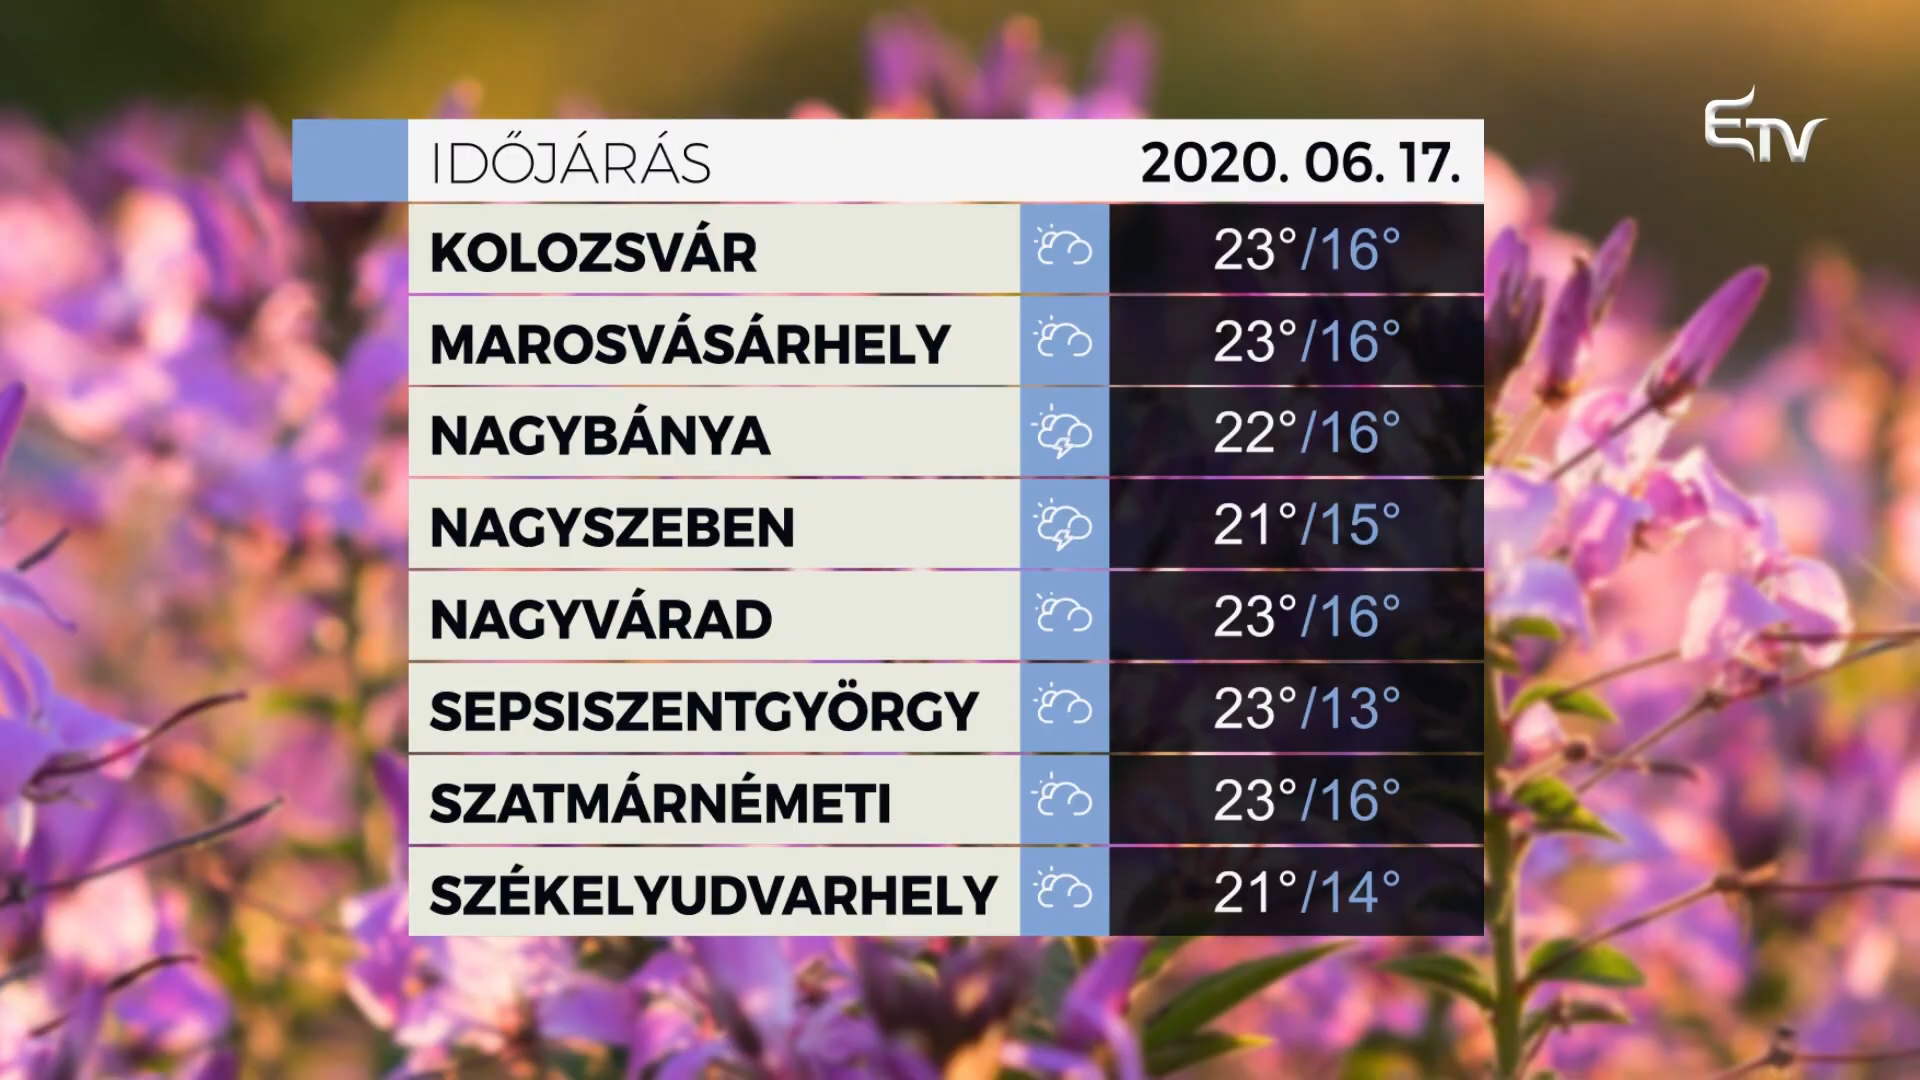 IDŐJÁRÁS 2020. 06. 17.
ETV
KOLOZSVÁR 23°/16°
MAROSVÁSÁRHELY 23°/16°
NAGYBÁNYA 22°/16°
NAGYSZEBEN 21°/15°
NAGYVÁRAD 23°/16°
SEPSISZENTGYÖRGY 23°/13°
SZATMÁRNÉMETI 23°/16°
SZÉKELYUDVARHELY 21°/14°